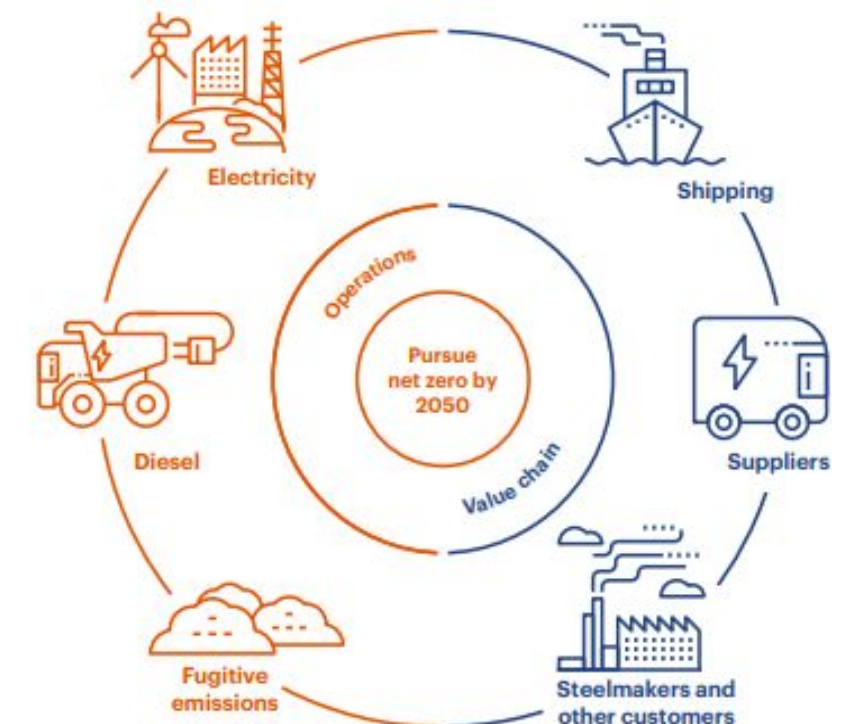 Electricity
Shipping
Operations
Pursue
net zero by
2050
Value chain
Diesel
Suppliers
Fugitive
emissions
Steelmakers and
other customers